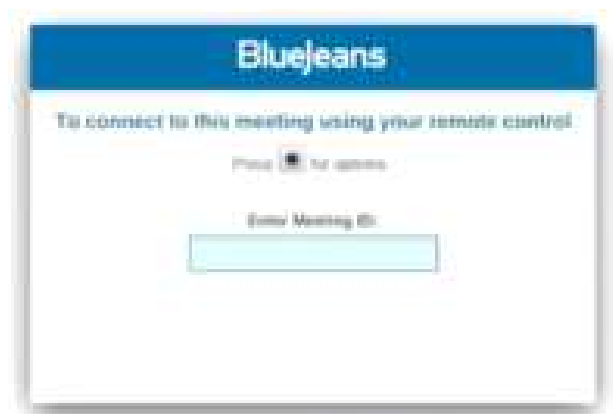 BlueJeans
To connect to this meeting using your remote control
Press for options
Enter Meeting ID: